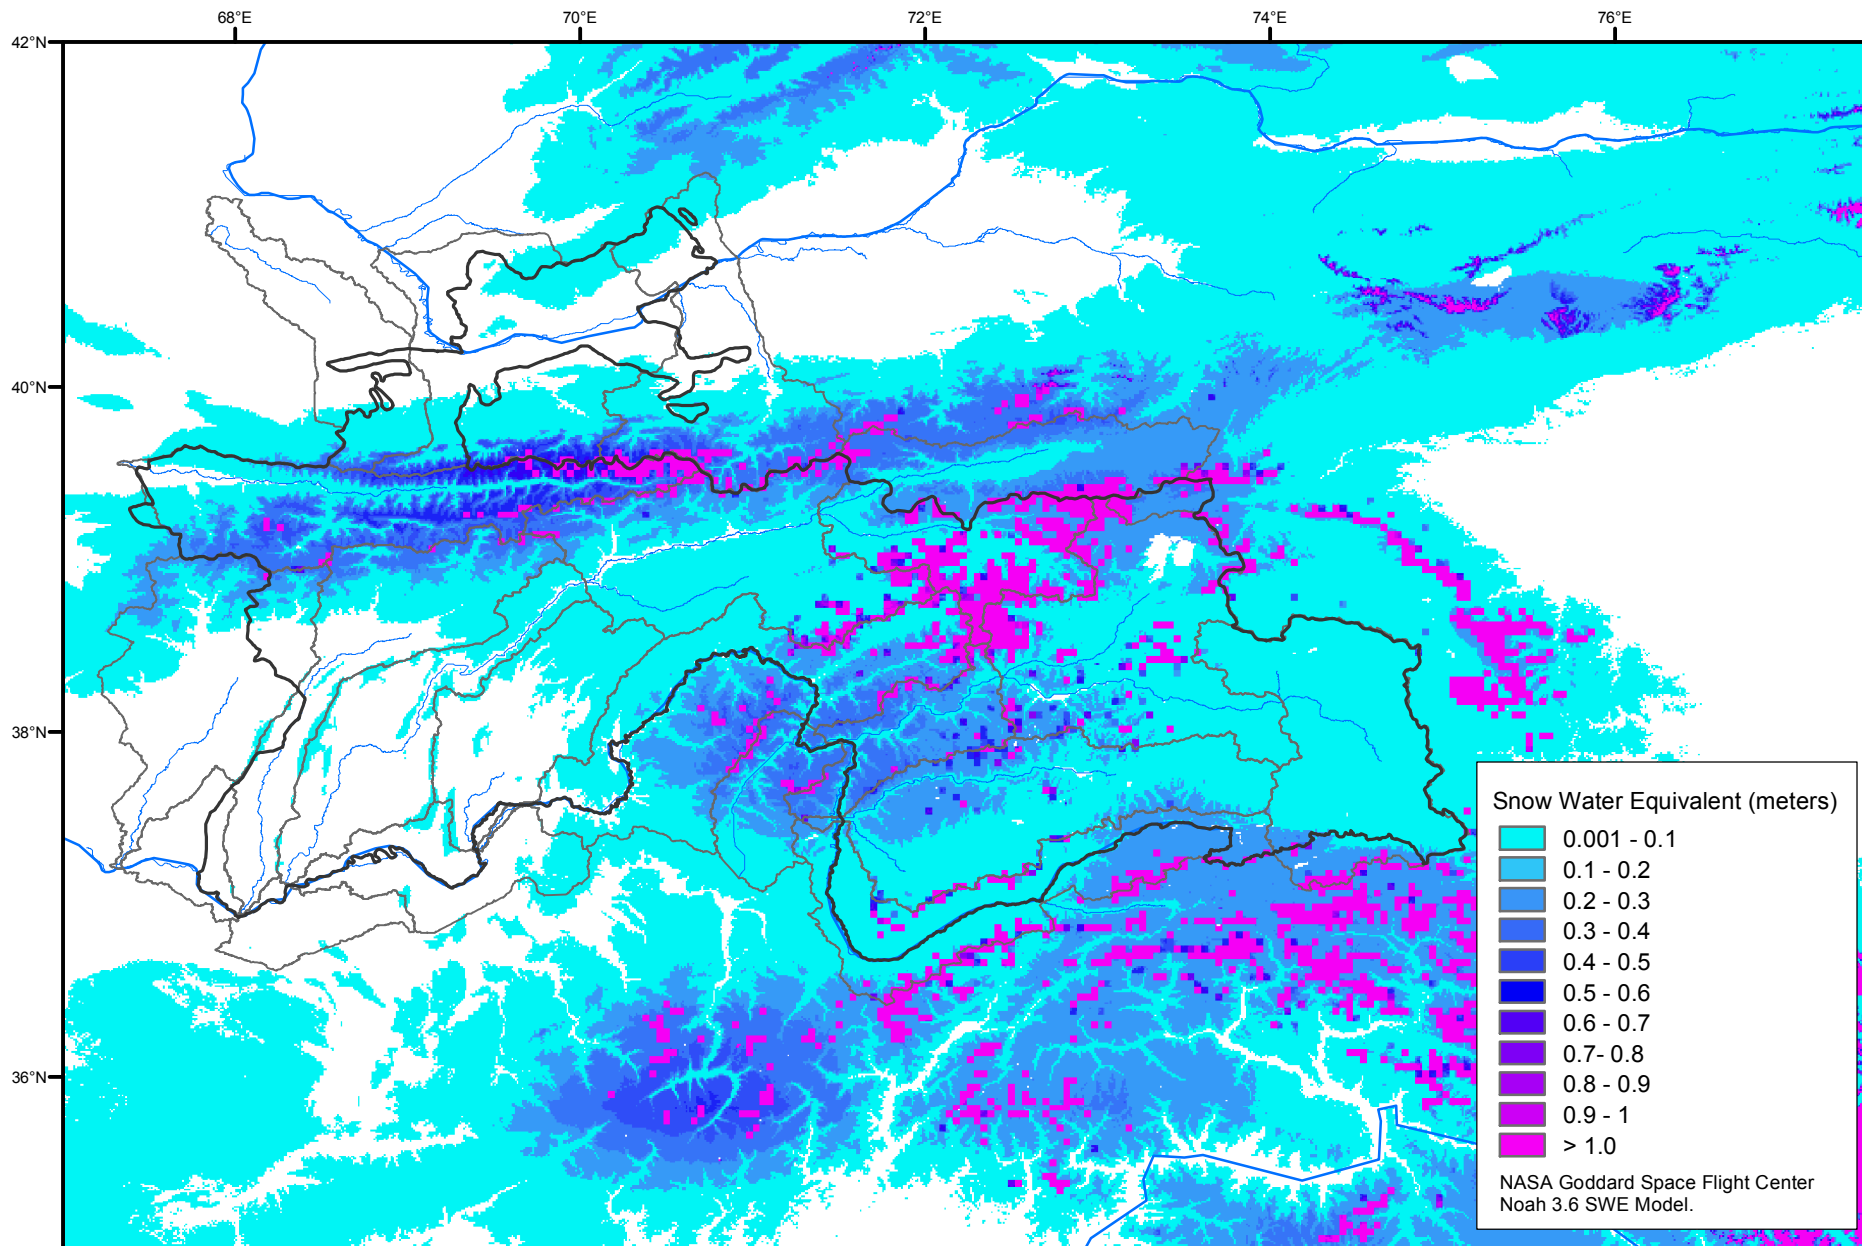 68°E
70°E
72°E
74°E
76°E
42°N
40°N
38°N
36°N
Snow Water Equivalent (meters)
0.001 - 0.1
0.1 - 0.2
0.2 - 0.3
0.3 - 0.4
0.4 - 0.5
0.5 - 0.6
0.6 - 0.7
0.7- 0.8
0.8 - 0.9
0.9 - 1
> 1.0
NASA Goddard Space Flight Center
Noah 3.6 SWE Model.